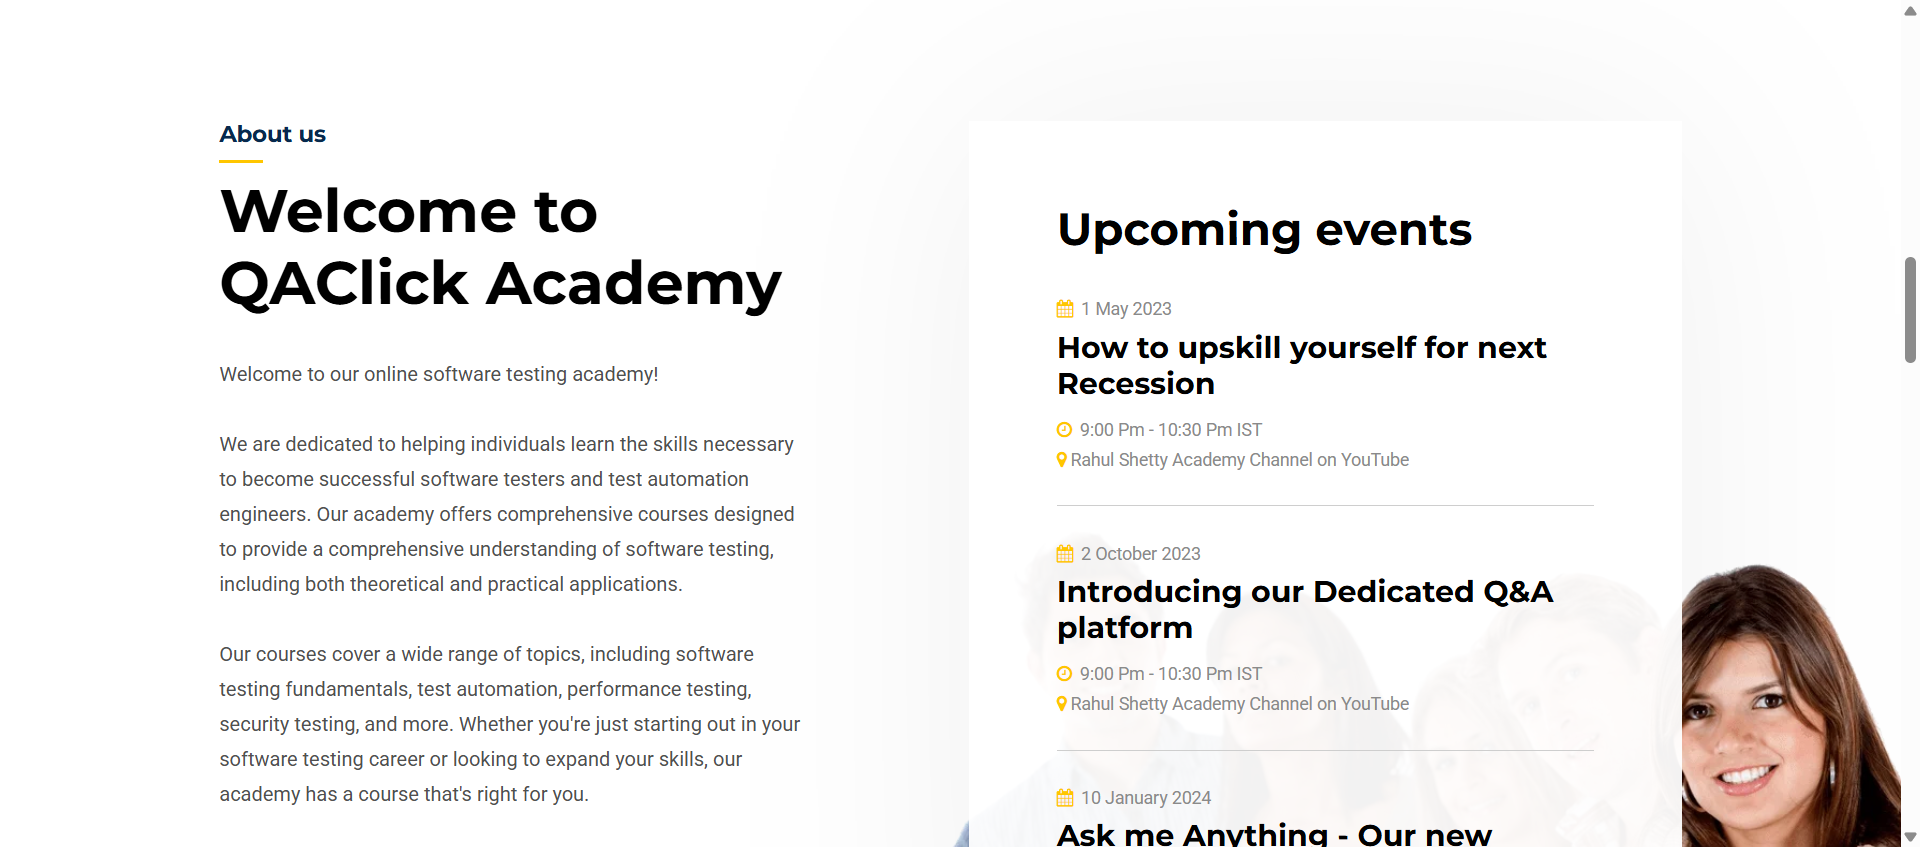 About us
Welcome to
QAClick Academy
Welcome to our online software testing academy!
We are dedicated to helping individuals learn the skills necessary
to become successful software testers and test automation
engineers. Our academy offers comprehensive courses designed
to provide a comprehensive understanding of software testing,
including both theoretical and practical applications.
Our courses cover a wide range of topics, including software
testing fundamentals, test automation, performance testing,
security testing, and more. Whether you're just starting out in your
software testing career or looking to expand your skills, our
academy has a course that's right for you.
Upcoming events
1 May 2023
How to upskill yourself for next
Recession
9:00 Pm - 10:30 Pm IST
Rahul Shetty Academy Channel on YouTube
2 October 2023
Introducing our Dedicated Q&A
platform
9:00 Pm - 10:30 Pm IST
Rahul Shetty Academy Channel on YouTube
10 January 2024
Ask me Anything - Our new